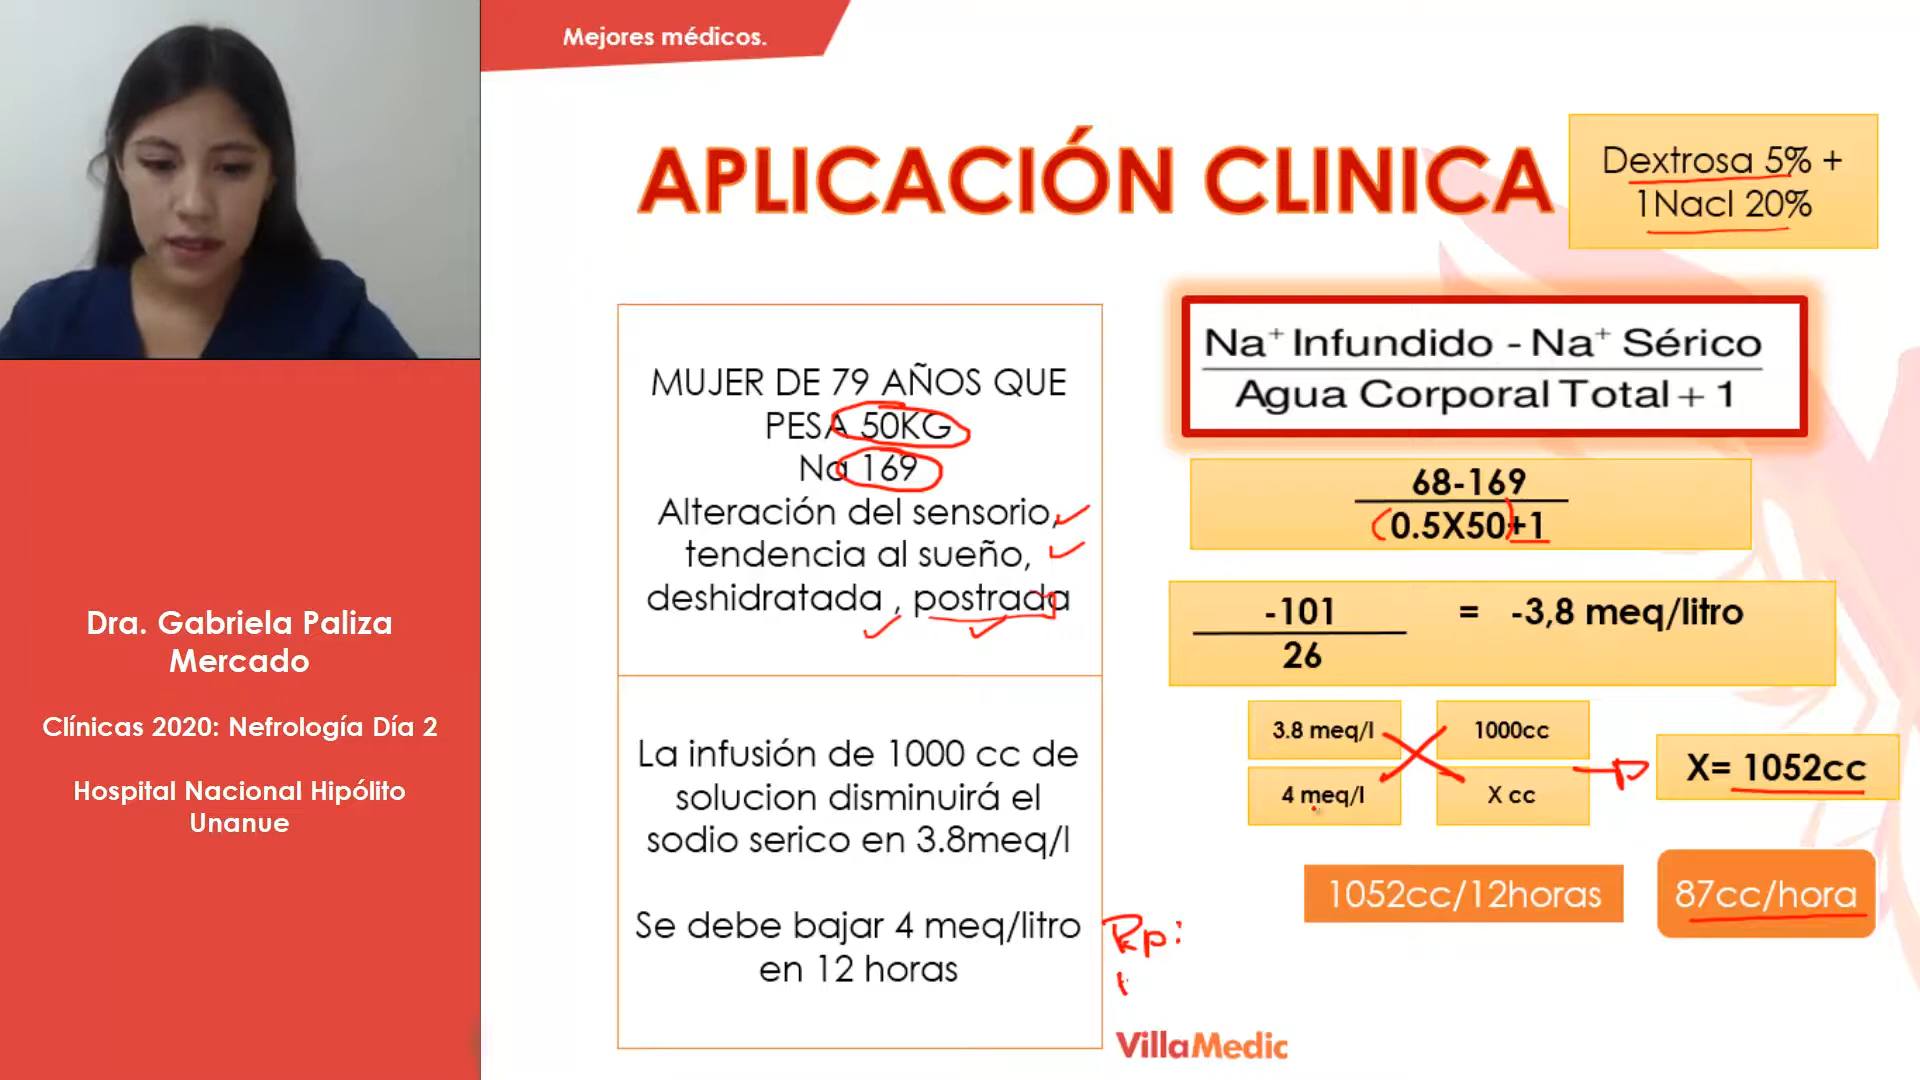 Mejores médicos.
APLICACIÓN CLINICA
Dextrosa 5% +
1Nacl 20%
MUJER DE 79 AÑOS QUE
PESA 50KG
Na 169
Alteración del sensorio,
tendencia al sueño,
deshidratada , postrada
La infusión de 1000 cc de
solucion disminuirá el
sodio serico en 3.8meq/l
Se debe bajar 4 meq/litro
en 12 horas
Na+ Infundido - Na+ Sérico
Agua Corporal Total + 1
68-169
0.5X50+1
-101 = -3,8 meq/litro
26
3.8 meq/l 1000cc
4 meq/l X cc
X= 1052cc
1052cc/12horas 87cc/hora
Rp:
VillaMedic
Dra. Gabriela Paliza
Mercado
Clínicas 2020: Nefrología Día 2
Hospital Nacional Hipólito
Unanue